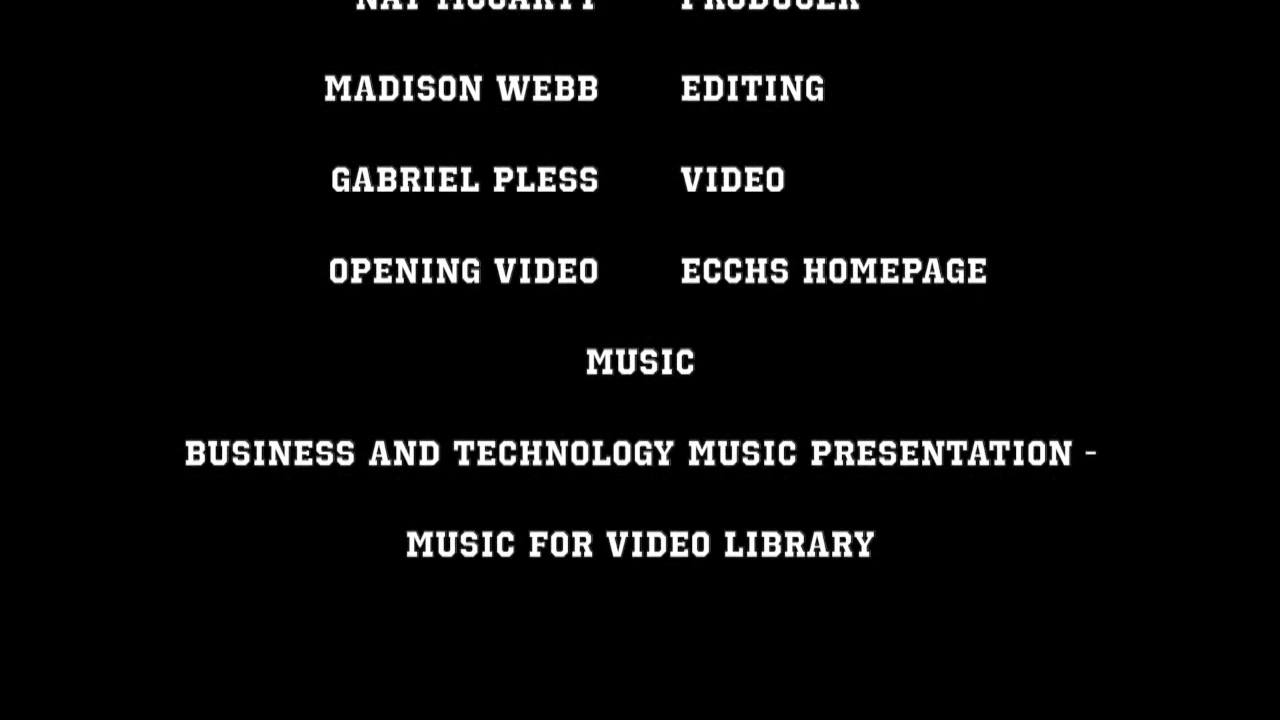 PRODUCER
MADISON WEBB EDITING
GABRIEL PLESS VIDEO
OPENING VIDEO ECCHS HOMEPAGE
MUSIC
BUSINESS AND TECHNOLOGY MUSIC PRESENTATION -
MUSIC FOR VIDEO LIBRARY